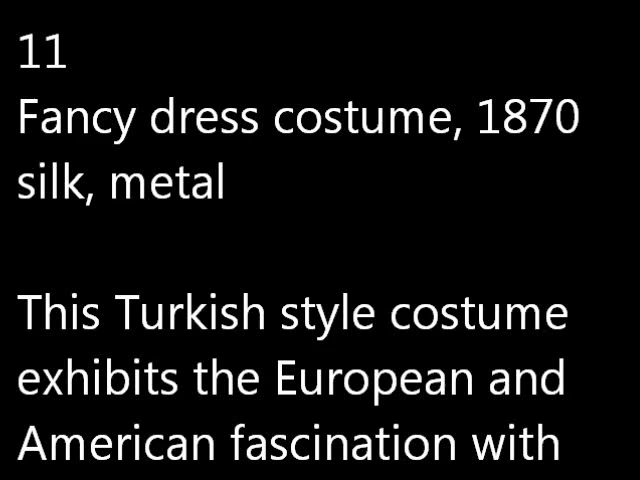 11
Fancy dress costume, 1870
silk, metal
This Turkish style costume
exhibits the European and
American fascination with